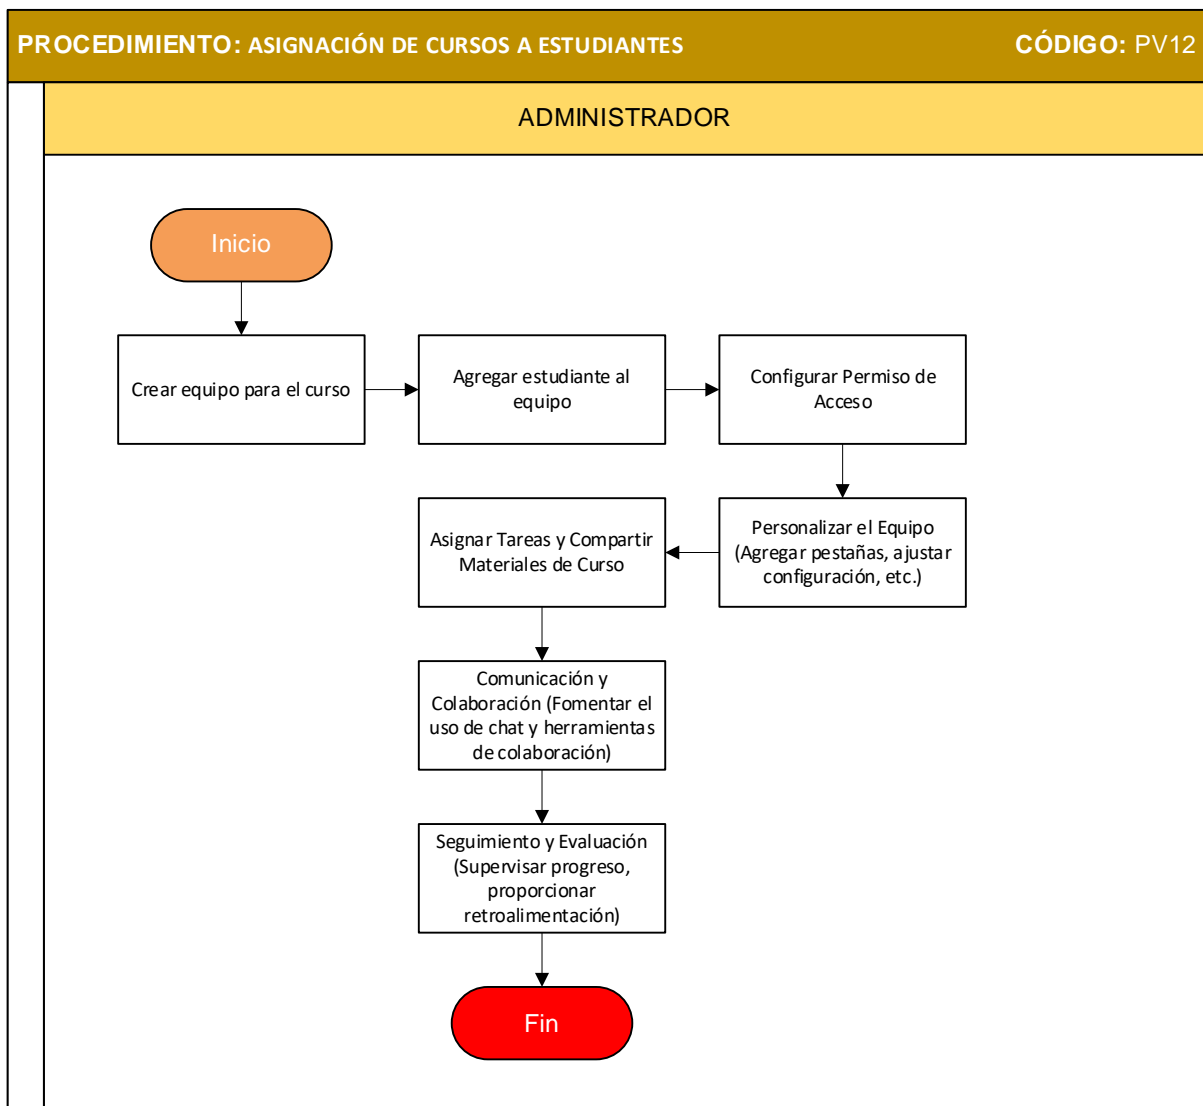 PROCEDIMIENTO: ASIGNACIÓN DE CURSOS A ESTUDIANTES CÓDIGO: PV12
ADMINISTRADOR
Inicio
Crear equipo para el curso
Agregar estudiante al
equipo
Configurar Permiso de
Acceso
Personalizar el Equipo
(Agregar pestañas, ajustar
configuración, etc.)
Asignar Tareas y Compartir
Materiales de Curso
Comunicación y
Colaboración (Fomentar el
uso de chat y herramientas
de colaboración)
Seguimiento y Evaluación
(Supervisar progreso,
proporcionar
retroalimentación)
Fin